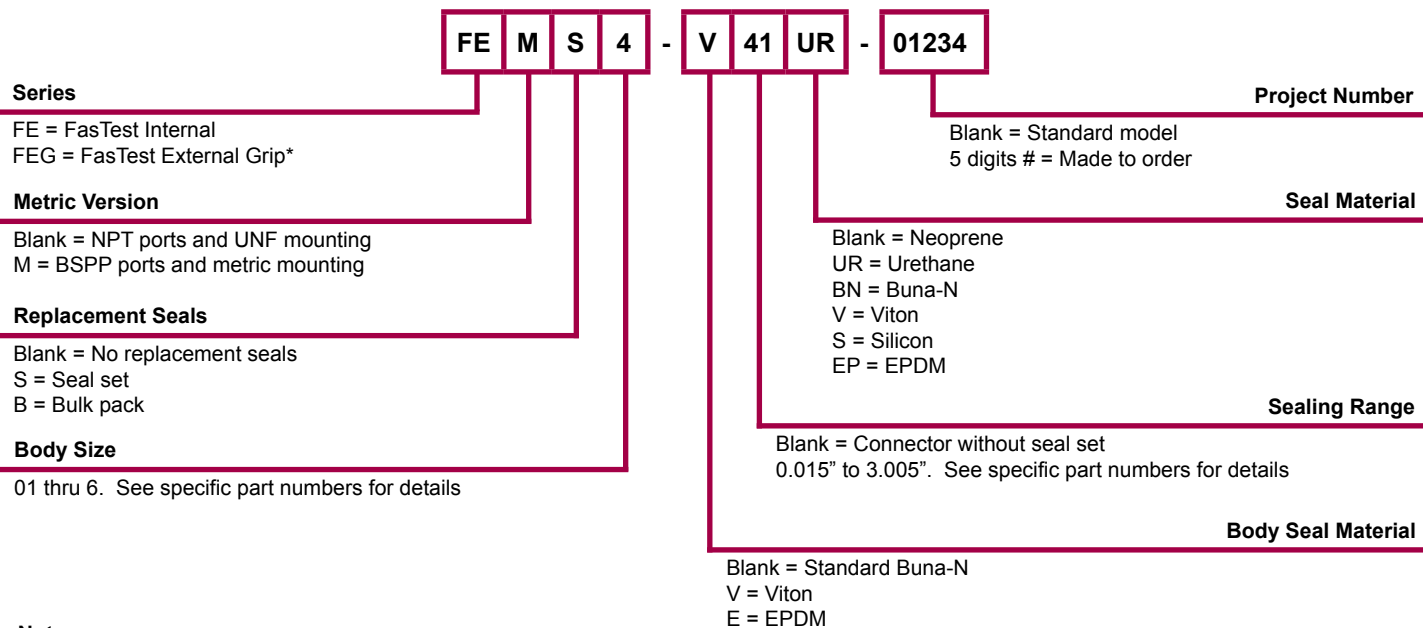 FE M S 4 - V 41 UR - 01234
Series
FE = FasTest Internal
FEG = FasTest External Grip*
Metric Version
Blank = NPT ports and UNF mounting
M = BSPP ports and metric mounting
Replacement Seals
Blank = No replacement seals
S = Seal set
B = Bulk pack
Body Size
01 thru 6.  See specific part numbers for details
Project Number
Blank = Standard model
5 digits # = Made to order
Seal Material
Blank = Neoprene
UR = Urethane
BN = Buna-N
V = Viton
S = Silicon
EP = EPDM
Sealing Range
Blank = Connector without seal set
0.015” to 3.005”.  See specific part numbers for details
Body Seal Material
Blank = Standard Buna-N
V = Viton
E = EPDM